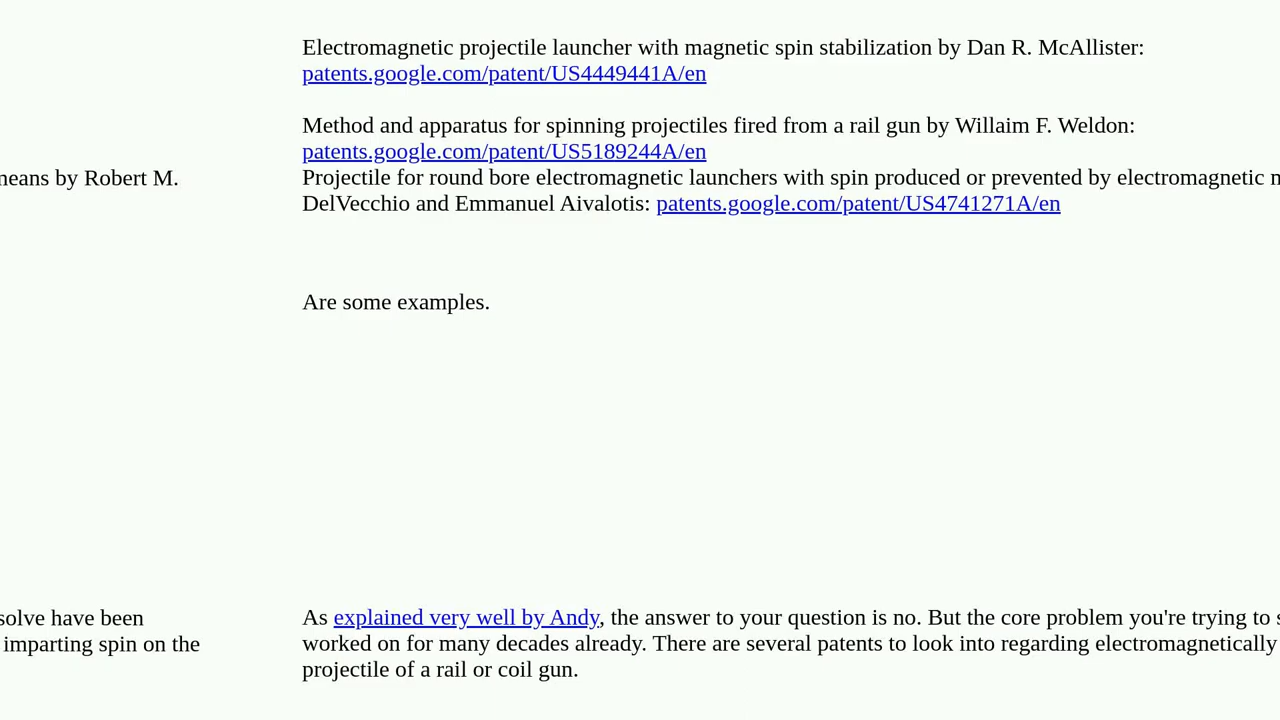 Electromagnetic projectile launcher with magnetic spin stabilization by Dan R. McAllister:
patents.google.com/patent/US4449441A/en
Method and apparatus for spinning projectiles fired from a rail gun by Willaim F. Weldon:
patents.google.com/patent/US5189244A/en
Projectile for round bore electromagnetic launchers with spin produced or prevented by electromagnetic
means by Robert M.
DelVecchio and Emmanuel Aivalotis: patents.google.com/patent/US4741271A/en
Are some examples.
As explained very well by Andy, the answer to your question is no. But the core problem you're trying to
solve have been
worked on for many decades already. There are several patents to look into regarding electromagnetically
imparting spin on the
projectile of a rail or coil gun.